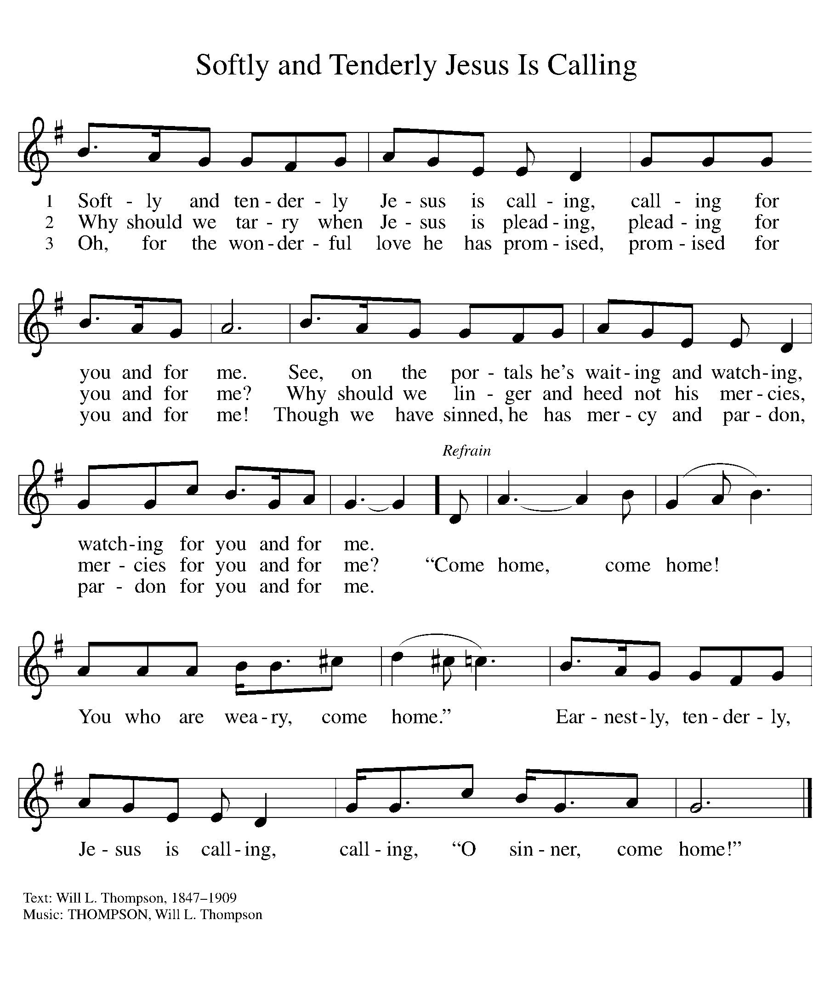 Softly and Tenderly Jesus Is Calling
1 Soft - ly and ten - der - ly Je - sus is call - ing, call - ing for
2 Why should we tar - ry when Je - sus is plead - ing, plead - ing for
3 Oh, for the won - der - ful love he has prom - ised, prom - ised for
you and for me. See, on the por - tals he's wait - ing and watch - ing,
you and for me? Why should we lin - ger and heed not his mer - cies,
you and for me! Though we have sinned, he has mer - cy and par - don,
Refrain
watch - ing for you and for me.
mer - cies for you and for me? “Come home, come home!
par - don for you and for me.
You who are wea - ry, come home.” Ear - nest - ly, ten - der - ly,
Je - sus is call - ing, call - ing, “O sin - ner, come home!”
Text: Will L. Thompson, 1847–1909
Music: THOMPSON, Will L. Thompson